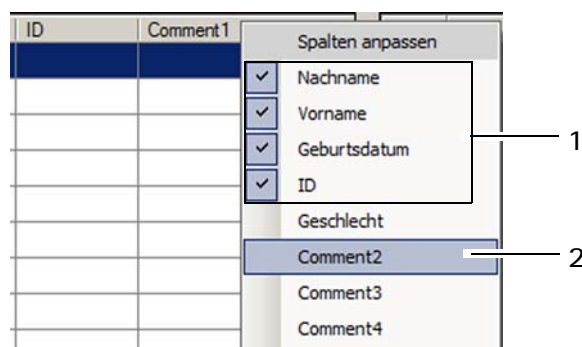 ID Comment1
Spalten anpassen
Nachname
Vorname
Geburtsdatum
ID
Geschlecht
Comment2
Comment3
Comment4
1
2